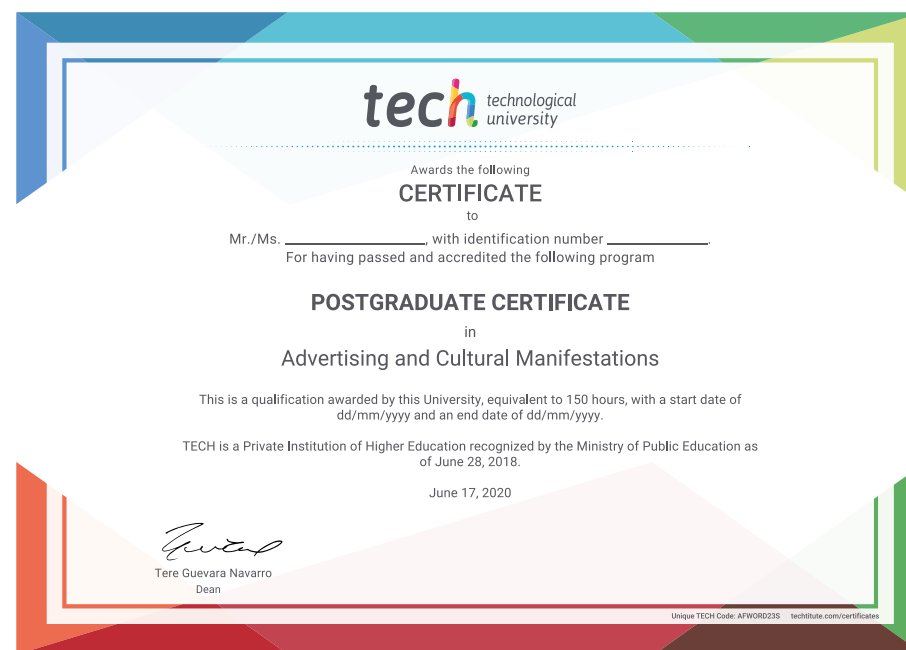 tech technological
university
Awards the following
CERTIFICATE
to
Mr./Ms. ____________________, with identification number ______________.
For having passed and accredited the following program
POSTGRADUATE CERTIFICATE
in
Advertising and Cultural Manifestations
This is a qualification awarded by this University, equivalent to 150 hours, with a start date of
dd/mm/yyyy and an end date of dd/mm/yyyy.
TECH is a Private Institution of Higher Education recognized by the Ministry of Public Education as
of June 28, 2018.
June 17, 2020
Tere Guevara Navarro
Dean
Unique TECH Code: AFWORD23S techtitute.com/certificates